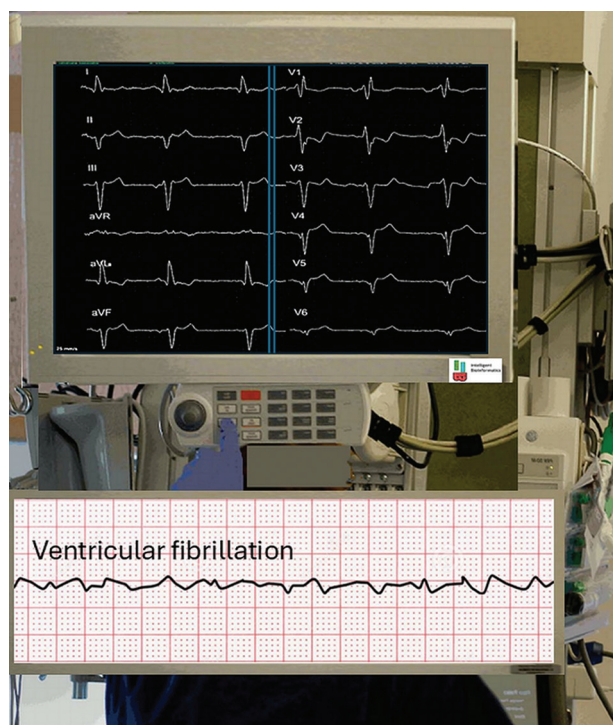 I
V1
II
V2
III
V3
aVR
V4
aVL
V5
aVF
V6
25 mm/s
Intelligent
Bioinformatics
Ventricular fibrillation